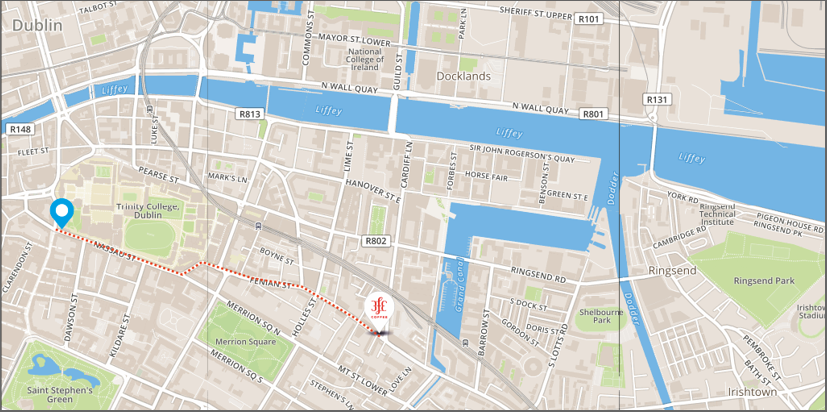 Dublin
TALBOT ST
COMMONS ST
MAYOR ST LOWER
National
College of
Ireland
GUILD ST
PARK LN
SHERIFF ST UPPER
R101
Docklands
N WALL QUAY
N WALL QUAY
R801
R131
Liffey
Liffey
Liffey
Liffey
R148
R813
LUKE ST
FLEET ST
PEARSE ST
MARK'S LN
LIME ST
CARDIFF LN
SIR JOHN ROGERSON'S QUAY
FORBES ST
HORSE FAIR
BENSON ST
GREEN ST E
HANOVER ST E
Dodder
YORK RD
Ringsend
Technical
Institute
PIGEON HOUSE RD
RINGSEND PK
CAMBRIDGE RD
Trinity College,
Dublin
R802
CLARENDON ST
NASSAU ST
BOYNE ST
FENIAN ST
Grand Canal
RINGSEND RD
Ringsend
Ringsend Park
DAWSON ST
KILDARE ST
MERRION SQ N
HOLLES ST
3fe
COFFEE
S DOCK ST
DORIS ST
GORDON ST
Shelbourne
Park
Dodder
Irishtown
Stadiu
BARROW ST
S LOTTS RD
Merrion Square
MERRION SQ S
MT ST LOWER
LOVE LN
STEPHEN'S LN
Saint Stephen's
Green
PEMBROKE ST
BATH ST
Irishtown